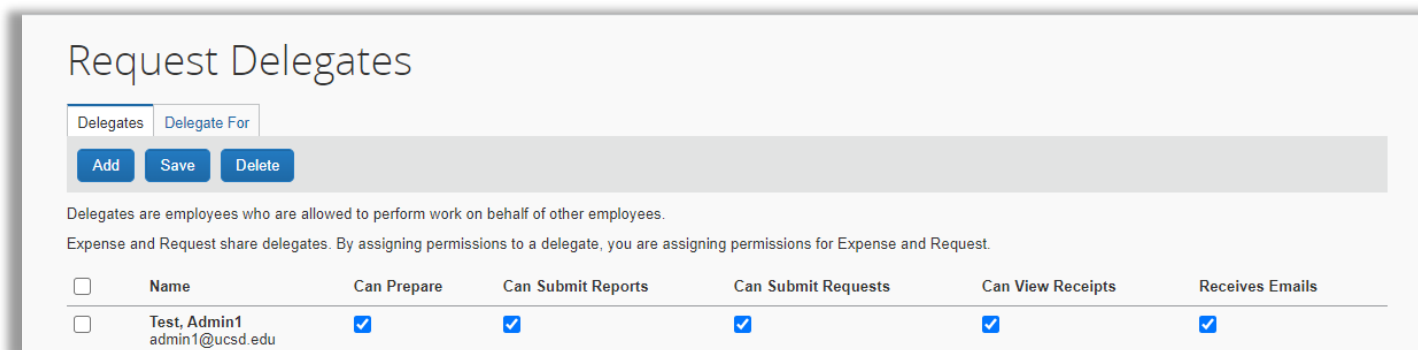 Request Delegates
Delegates Delegate For
Add Save Delete
Delegates are employees who are allowed to perform work on behalf of other employees.
Expense and Request share delegates. By assigning permissions to a delegate, you are assigning permissions for Expense and Request.
Name Can Prepare Can Submit Reports Can Submit Requests Can View Receipts Receives Emails
Test, Admin1
admin1@ucsd.edu